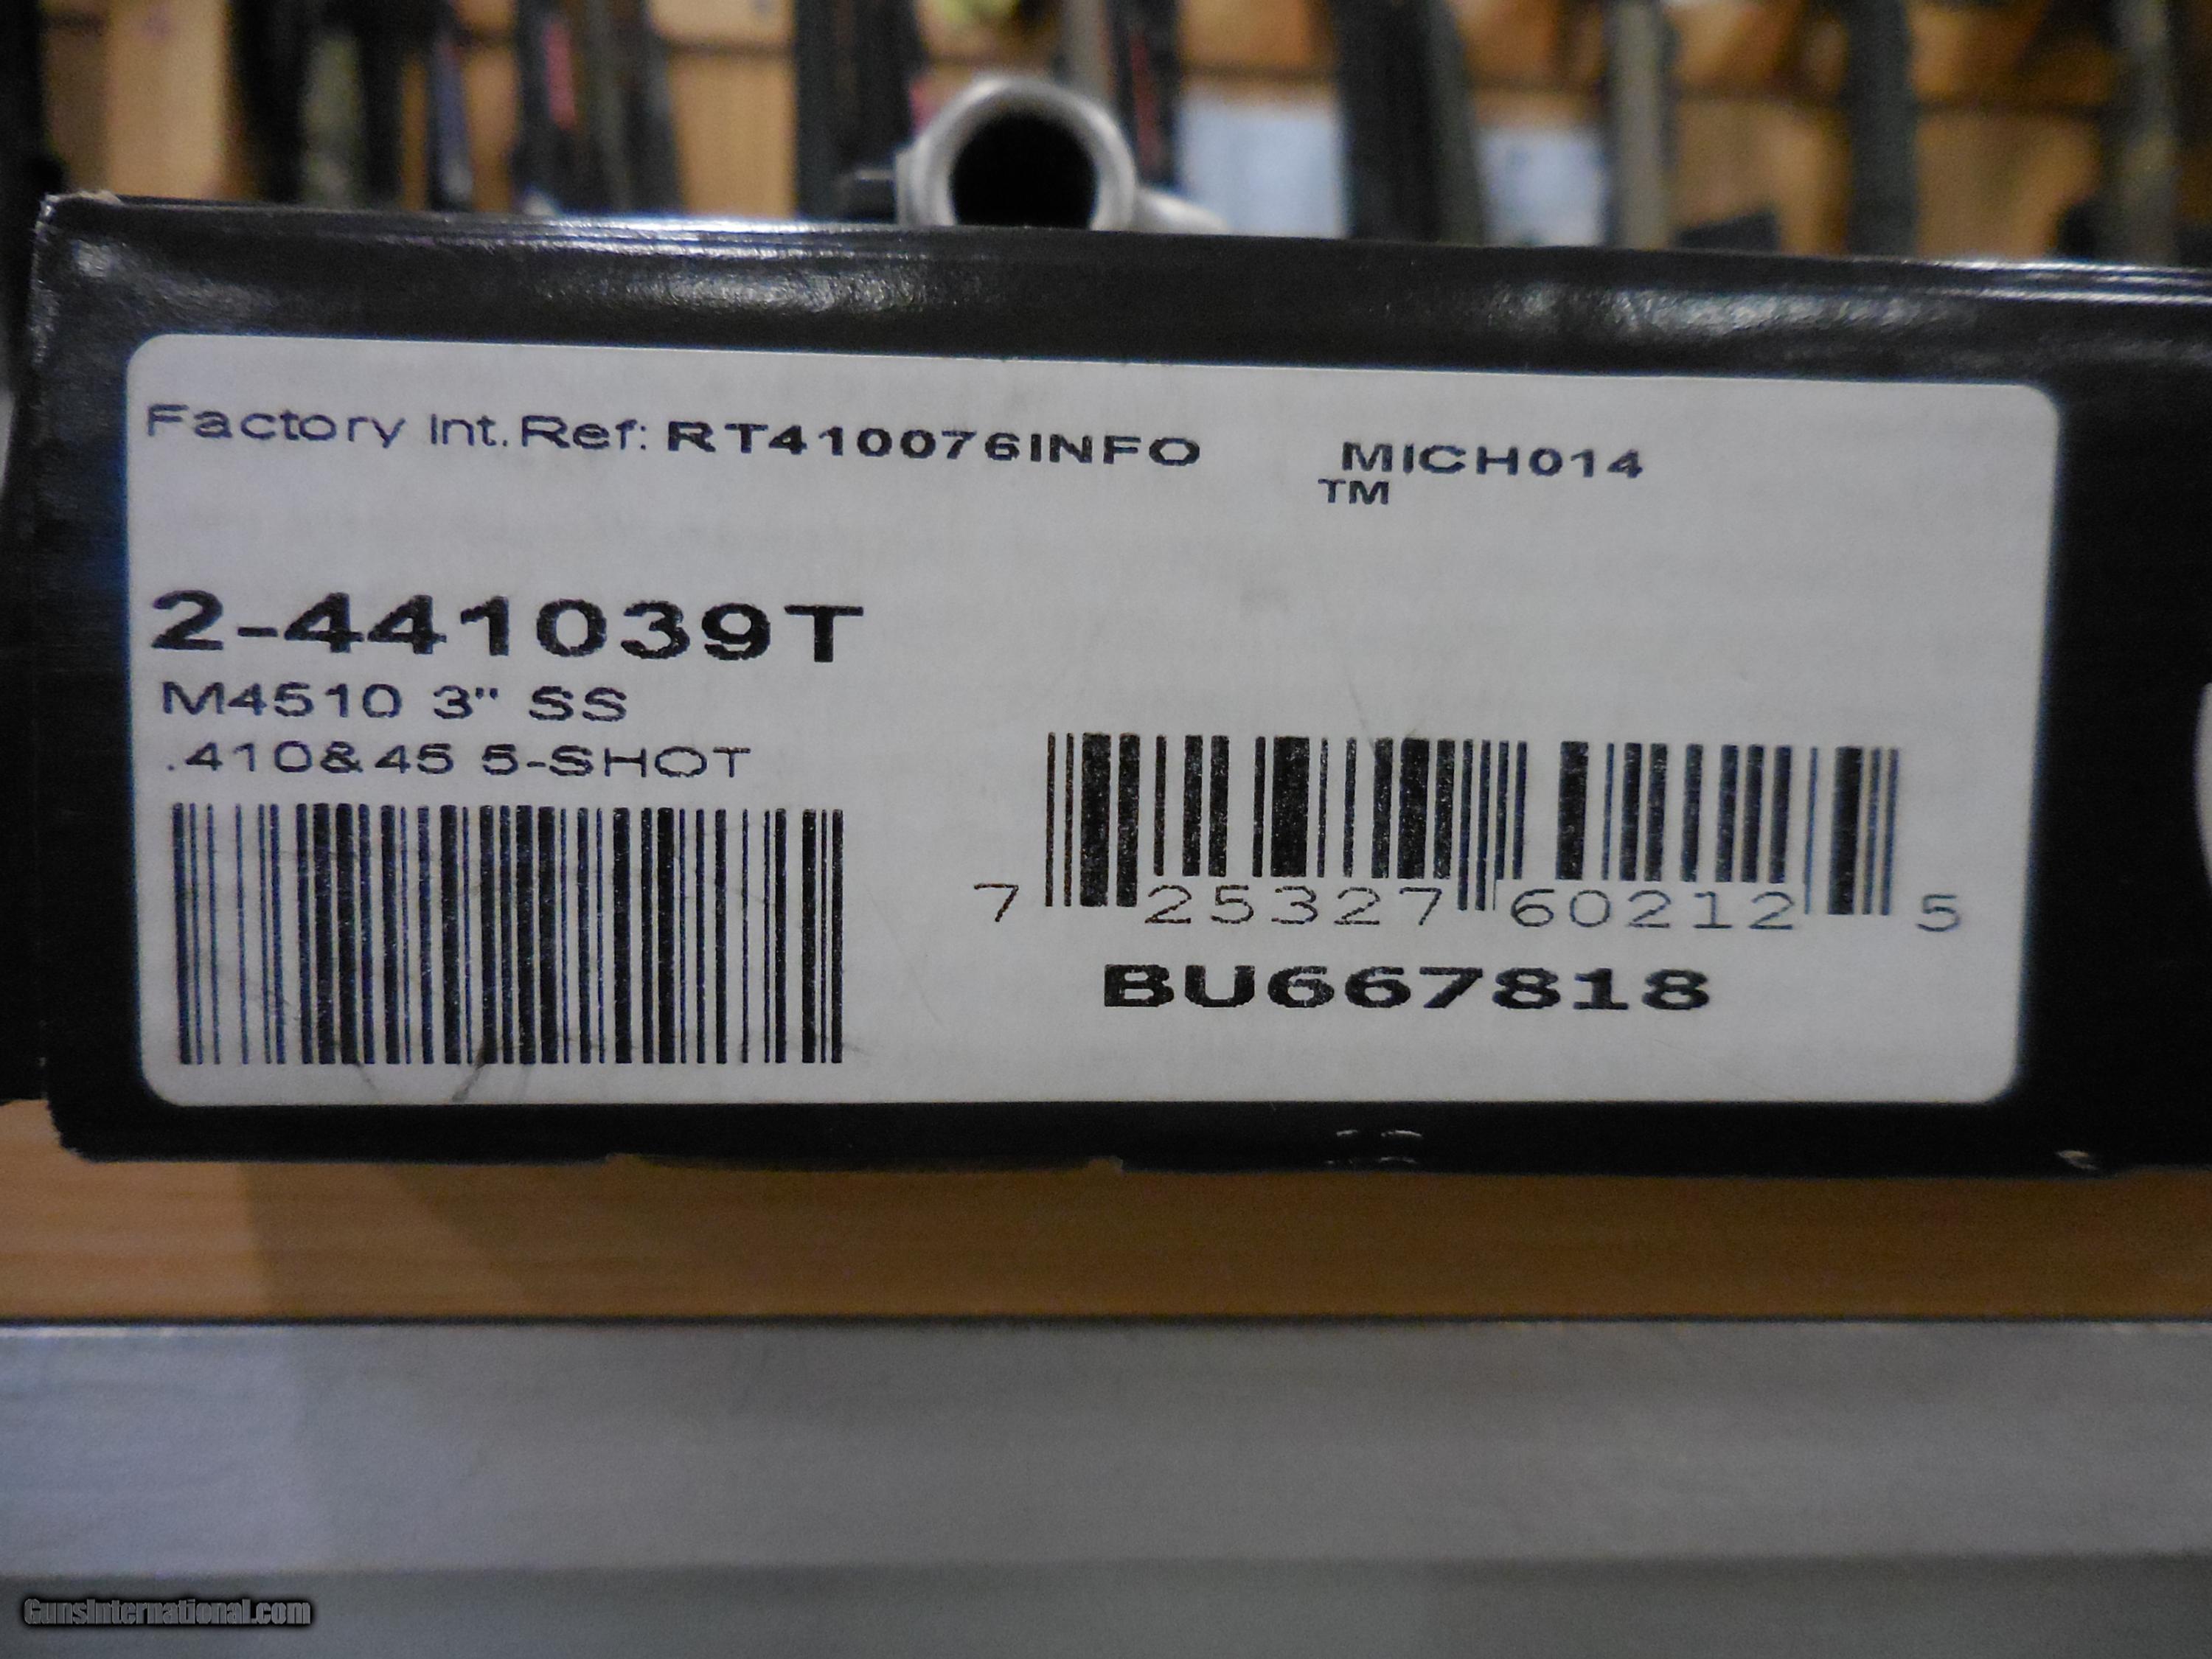 Factory Int. Ref: RT410076INFO MICH014
TM
2-441039T
M4510 3" SS
.410&45 5-SHOT
7 25327 60212 5
BU667818
GunsInternational.com